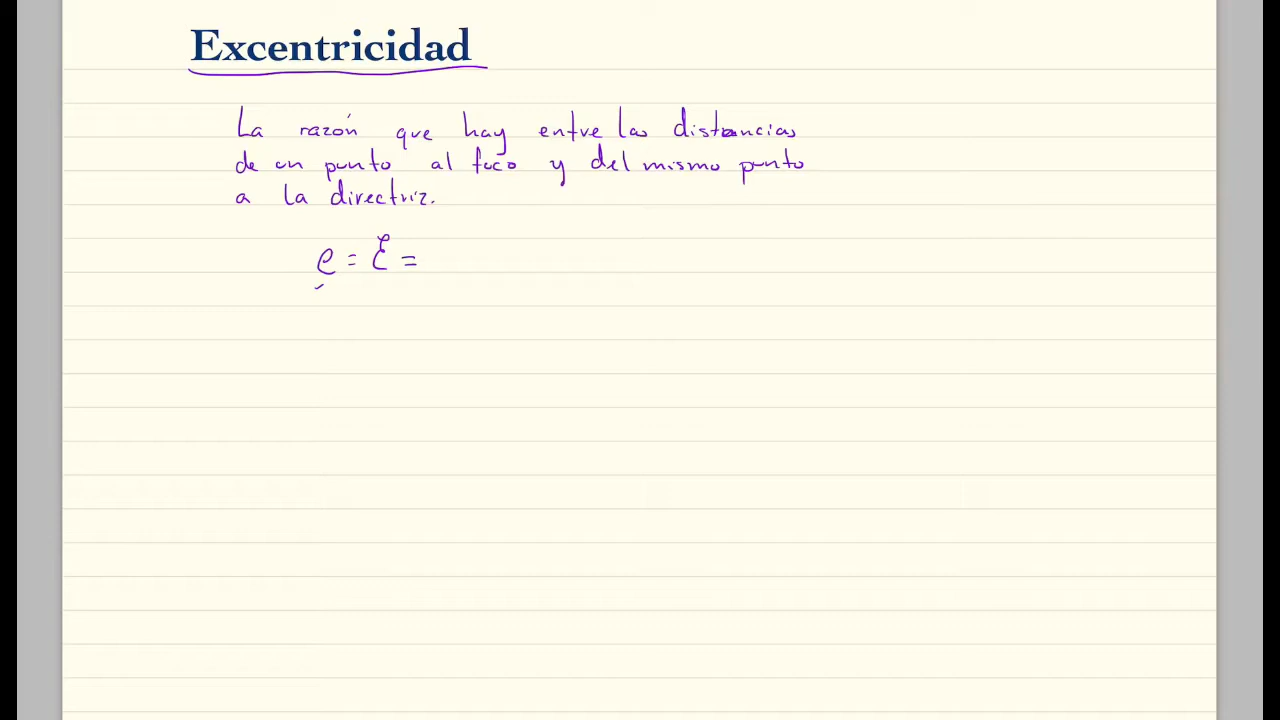 Excentricidad
La razón que hay entre las distancias
de un punto al foco y del mismo punto
a la directriz.
e = ℰ =